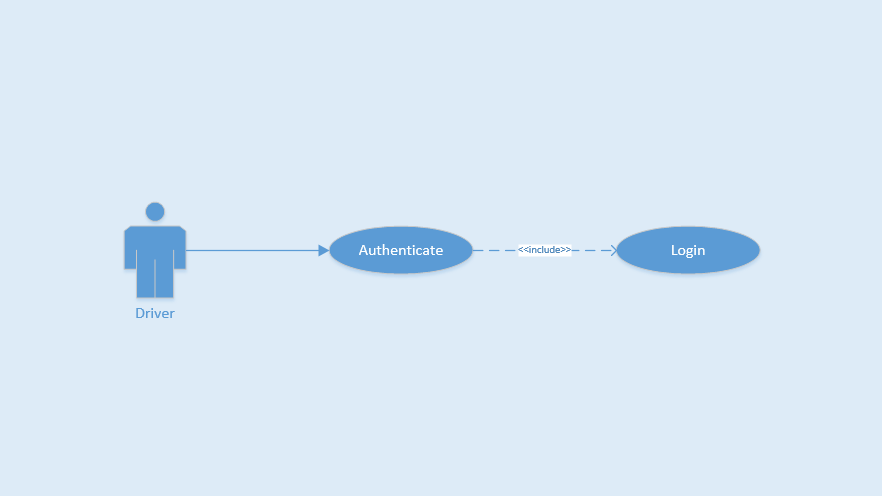 Authenticate
<<include>>
Login
Driver